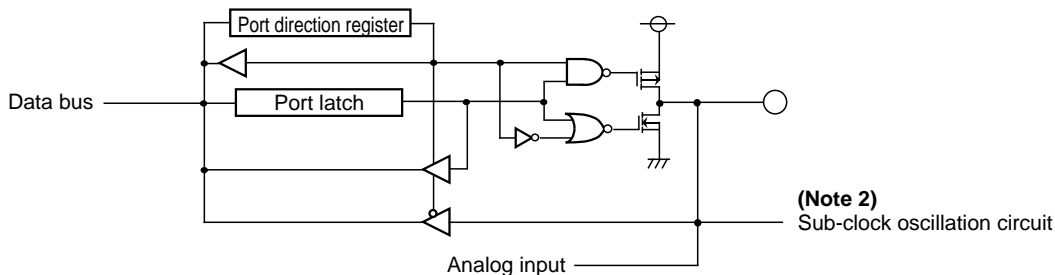 Port direction register
Data bus
Port latch
(Note 2)
Sub-clock oscillation circuit
Analog input